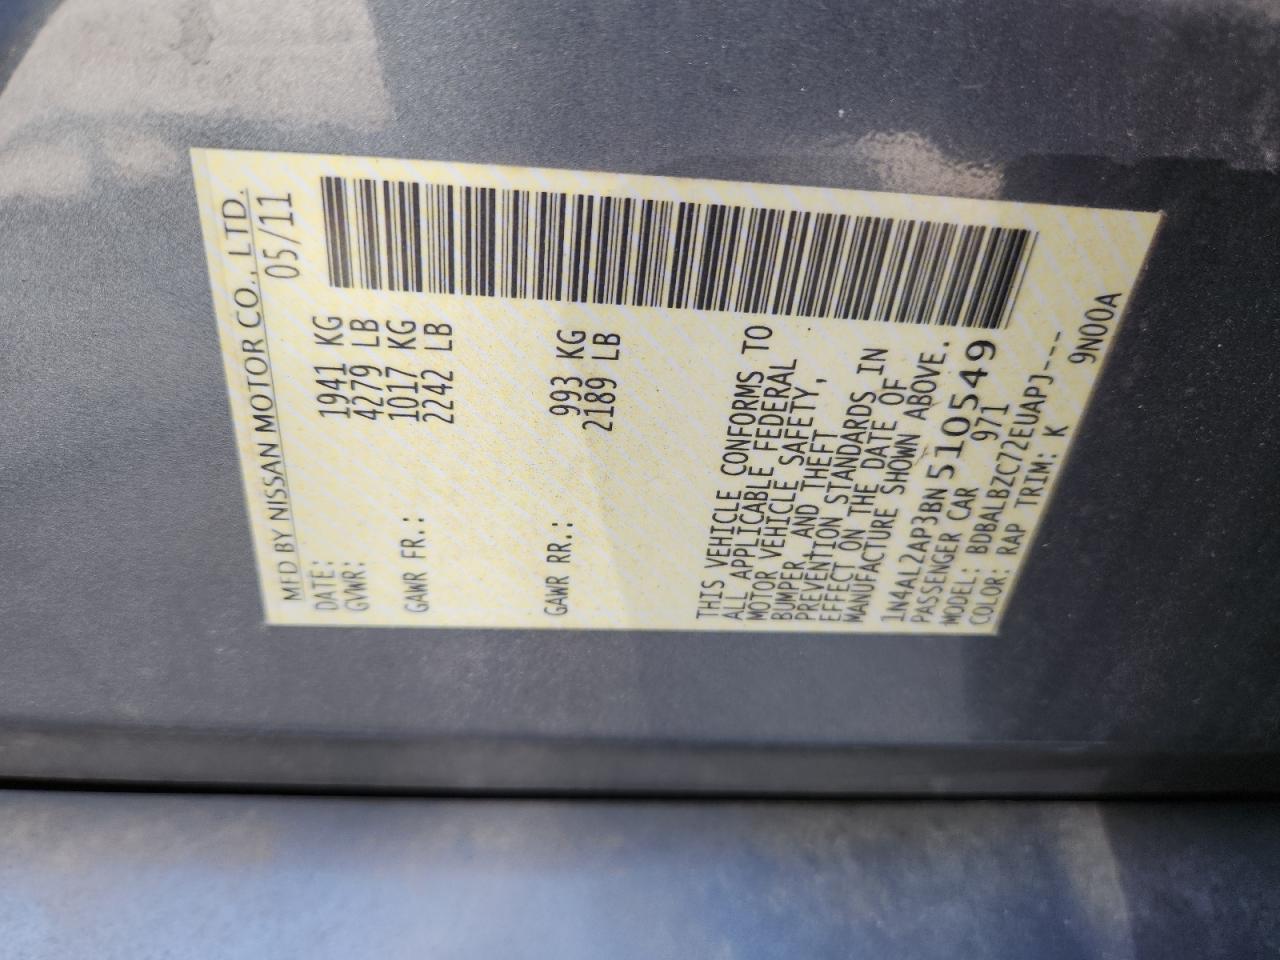 MFD BY NISSAN MOTOR CO., LTD.
DATE: 05/11
GVWR: 1941 KG
4279 LB
GAWR FR.: 1017 KG
2242 LB
GAWR RR.: 993 KG
2189 LB
THIS VEHICLE CONFORMS TO
ALL APPLICABLE FEDERAL
MOTOR VEHICLE SAFETY,
BUMPER, AND THEFT
PREVENTION STANDARDS IN
EFFECT ON THE DATE OF
MANUFACTURE SHOWN ABOVE.
1N4AL2AP3BN510549
PASSENGER CAR 971
MODEL: BDBALBZC72EUAPJ---
COLOR: RAP TRIM: K 9N00A